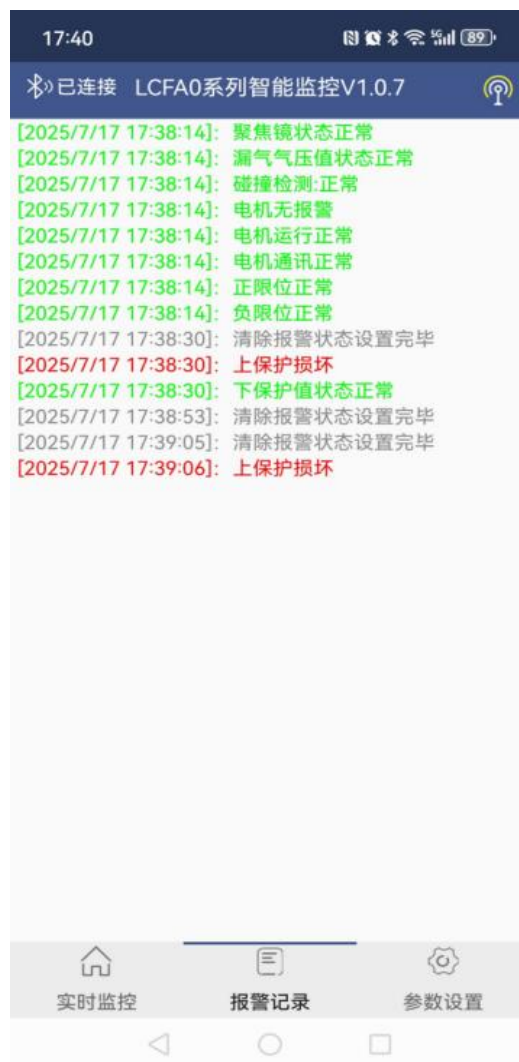 17:40
5G
89
已连接 LCFA0系列智能监控V1.0.7
[2025/7/17 17:38:14]: 聚焦镜状态正常
[2025/7/17 17:38:14]: 漏气气压值状态正常
[2025/7/17 17:38:14]: 碰撞检测:正常
[2025/7/17 17:38:14]: 电机无报警
[2025/7/17 17:38:14]: 电机运行正常
[2025/7/17 17:38:14]: 电机通讯正常
[2025/7/17 17:38:14]: 正限位正常
[2025/7/17 17:38:14]: 负限位正常
[2025/7/17 17:38:30]: 清除报警状态设置完毕
[2025/7/17 17:38:30]: 上保护损坏
[2025/7/17 17:38:30]: 下保护值状态正常
[2025/7/17 17:38:53]: 清除报警状态设置完毕
[2025/7/17 17:39:05]: 清除报警状态设置完毕
[2025/7/17 17:39:06]: 上保护损坏
实时监控
报警记录
参数设置